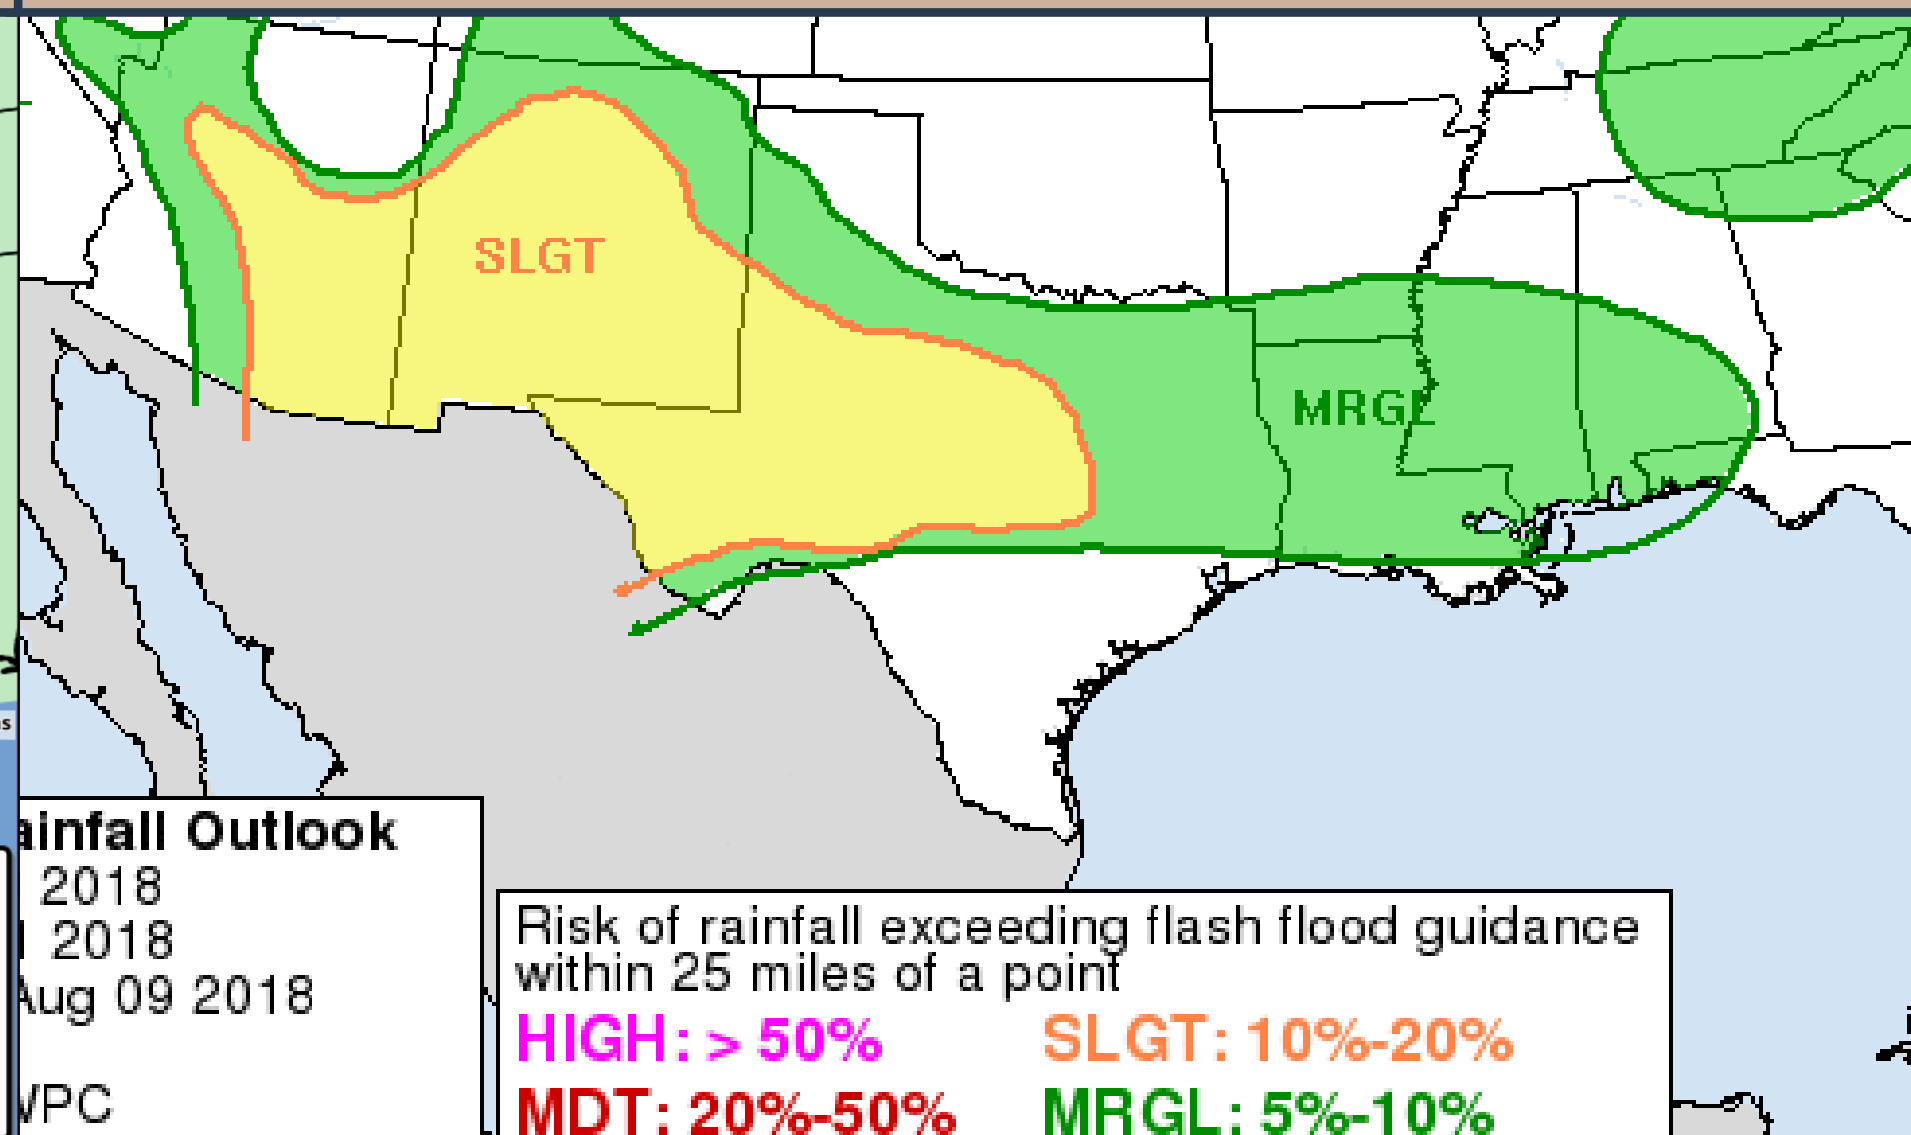 SLGT
MRGL
ainfall Outlook
2018
2018
Aug 09 2018
WPC
Risk of rainfall exceeding flash flood guidance
within 25 miles of a point
HIGH: > 50%
SLGT: 10%-20%
MDT: 20%-50%
MRGL: 5%-10%